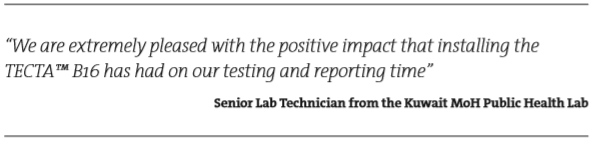 “We are extremely pleased with the positive impact that installing the
TECTA™ B16 has had on our testing and reporting time”
Senior Lab Technician from the Kuwait MoH Public Health Lab